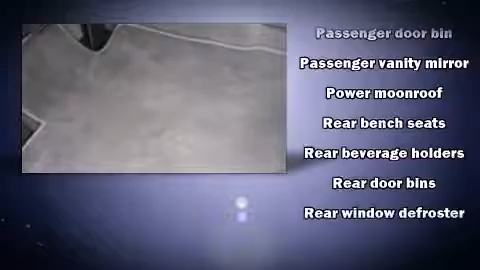 Passenger door bin
Passenger vanity mirror
Power moonroof
Rear bench seats
Rear beverage holders
Rear door bins
Rear window defroster